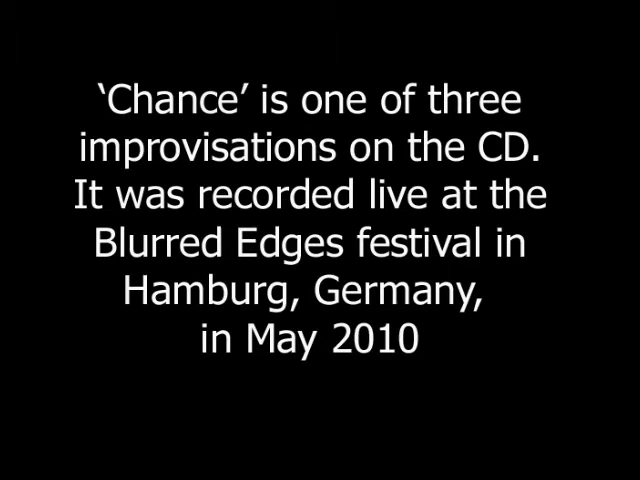 ‘Chance’ is one of three
improvisations on the CD.
It was recorded live at the
Blurred Edges festival in
Hamburg, Germany,
in May 2010